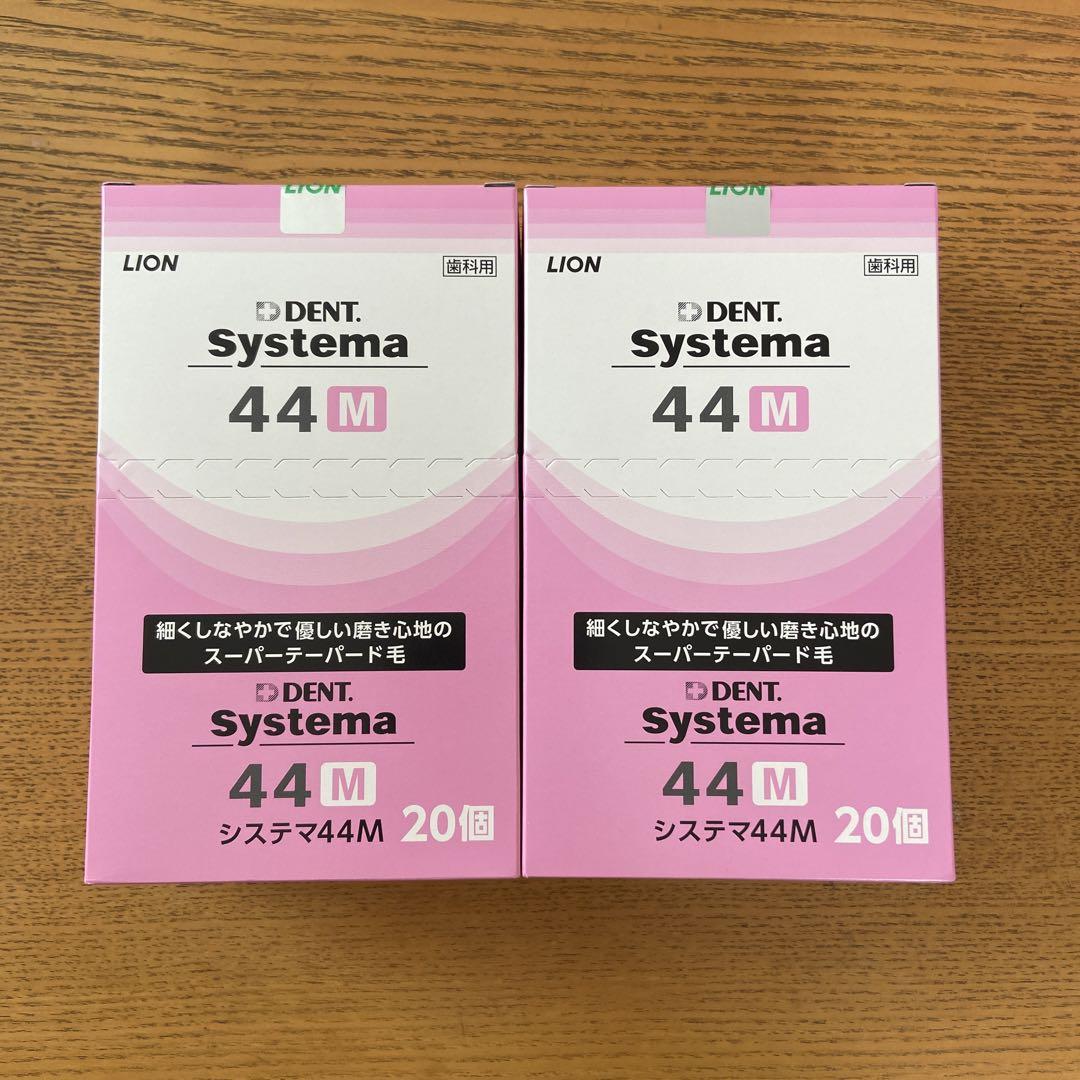 LION
LION
歯科用
DENT.
Systema
44 M
細くしなやかで優しい磨き心地の
スーパーテーパード毛
DENT.
Systema
44 M
システマ44M
20個
LION
LION
歯科用
DENT.
Systema
44 M
細くしなやかで優しい磨き心地の
スーパーテーパード毛
DENT.
Systema
44 M
システマ44M
20個